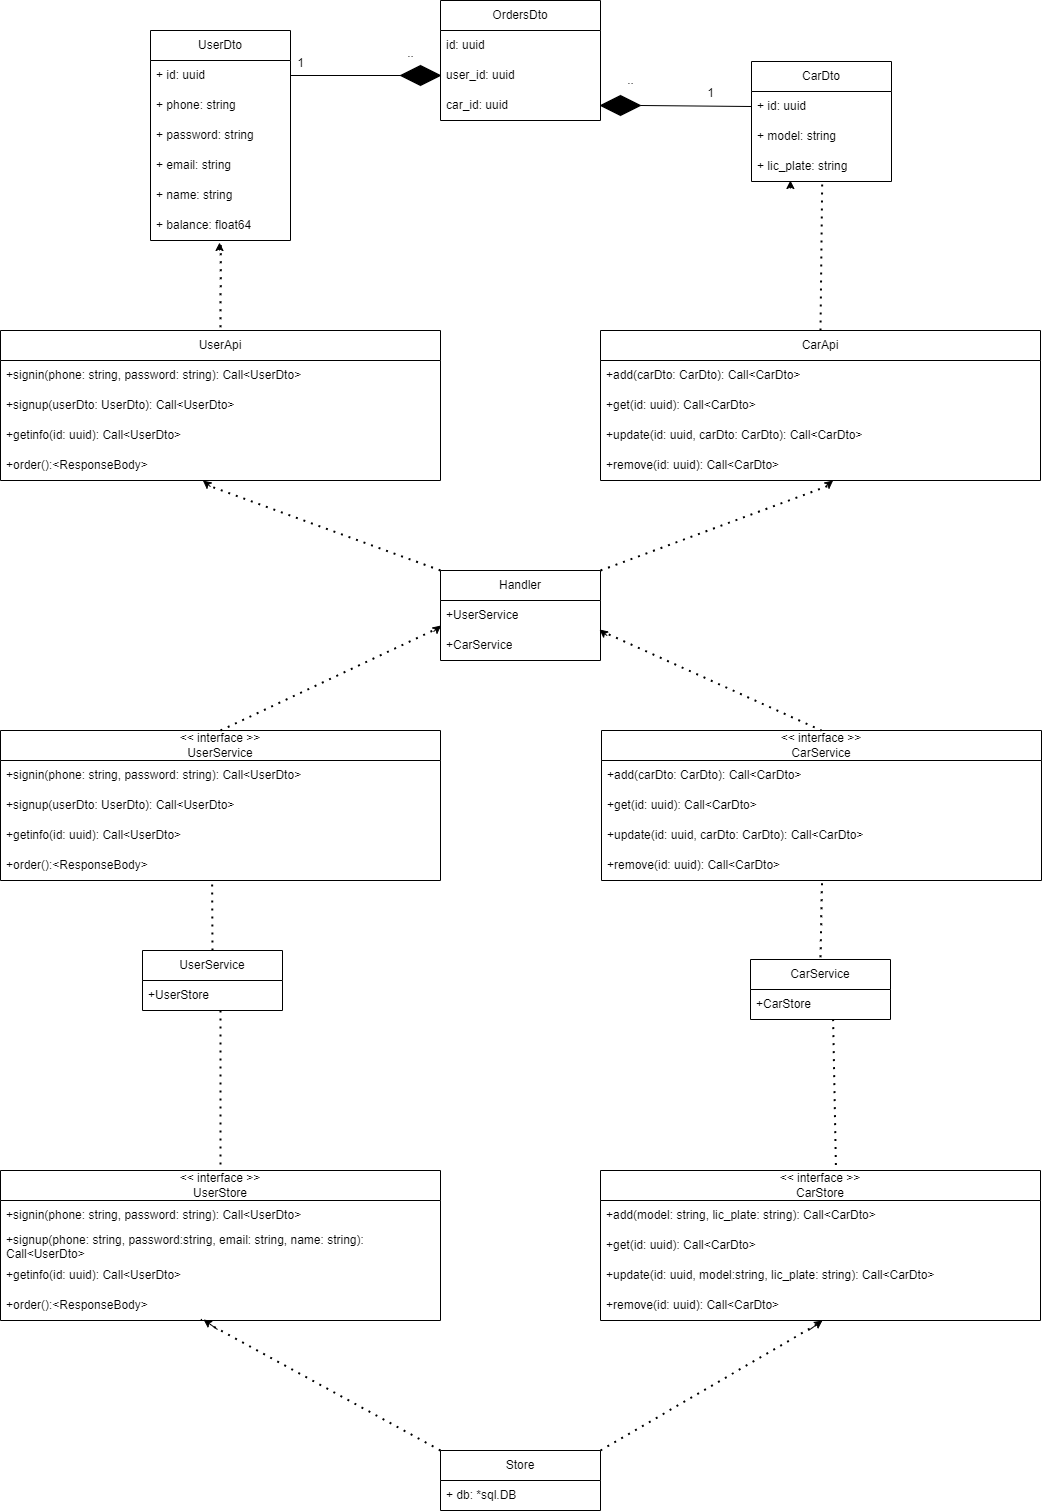 OrdersDto
id: uuid
user_id: uuid
car_id: uuid
UserDto
+ id: uuid
+ phone: string
+ password: string
+ email: string
+ name: string
+ balance: float64
1
..
..
1
CarDto
+ id: uuid
+ model: string
+ lic_plate: string
UserApi
+signin(phone: string, password: string): Call<UserDto>
+signup(userDto: UserDto): Call<UserDto>
+getinfo(id: uuid): Call<UserDto>
+order():<ResponseBody>
CarApi
+add(carDto: CarDto): Call<CarDto>
+get(id: uuid): Call<CarDto>
+update(id: uuid, carDto: CarDto): Call<CarDto>
+remove(id: uuid): Call<CarDto>
Handler
+UserService
+CarService
<< interface >>
UserService
+signin(phone: string, password: string): Call<UserDto>
+signup(userDto: UserDto): Call<UserDto>
+getinfo(id: uuid): Call<UserDto>
+order():<ResponseBody>
<< interface >>
CarService
+add(carDto: CarDto): Call<CarDto>
+get(id: uuid): Call<CarDto>
+update(id: uuid, carDto: CarDto): Call<CarDto>
+remove(id: uuid): Call<CarDto>
UserService
+UserStore
CarService
+CarStore
<< interface >>
UserStore
+signin(phone: string, password: string): Call<UserDto>
+signup(phone: string, password:string, email: string, name: string):
Call<UserDto>
+getinfo(id: uuid): Call<UserDto>
+order():<ResponseBody>
<< interface >>
CarStore
+add(model: string, lic_plate: string): Call<CarDto>
+get(id: uuid): Call<CarDto>
+update(id: uuid, model:string, lic_plate: string): Call<CarDto>
+remove(id: uuid): Call<CarDto>
Store
+ db: *sql.DB